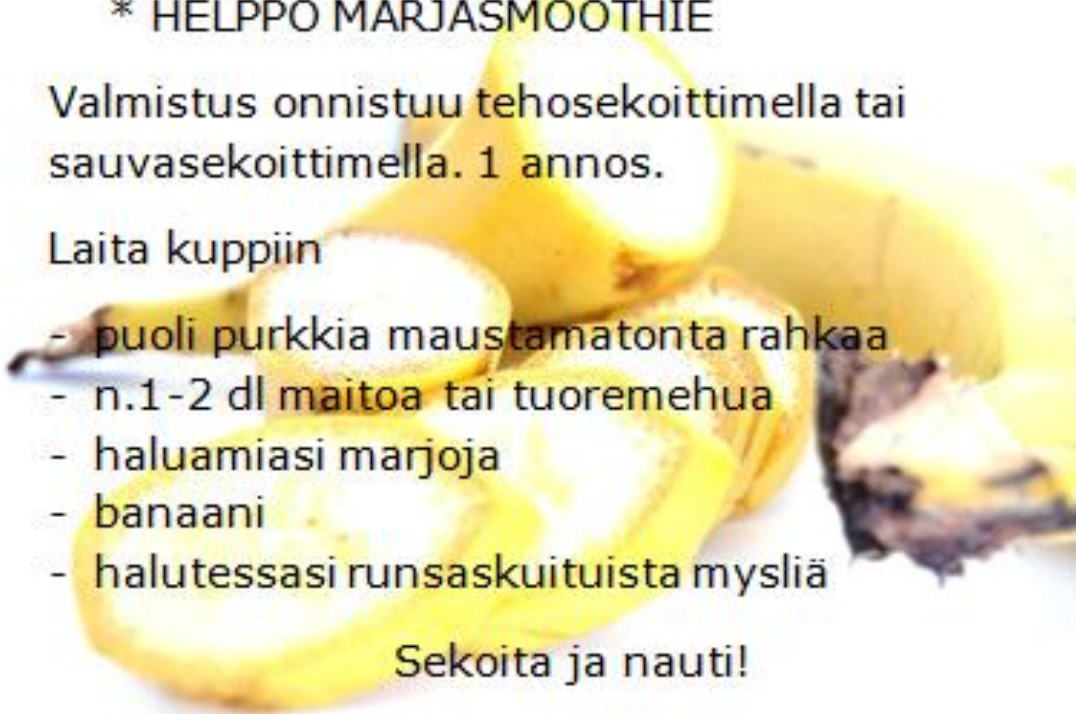 * HELPPO MARJASMOOTHIE
Valmistus onnistuu tehosekoittimella tai
sauvasekoittimella. 1 annos.
Laita kuppiin
- puoli purkkia maustamatonta rahkaa
- n.1-2 dl maitoa tai tuoremehua
- haluamiasi marjoja
- banaani
- halutessasi runsaskuituista mysliä
Sekoita ja nauti!